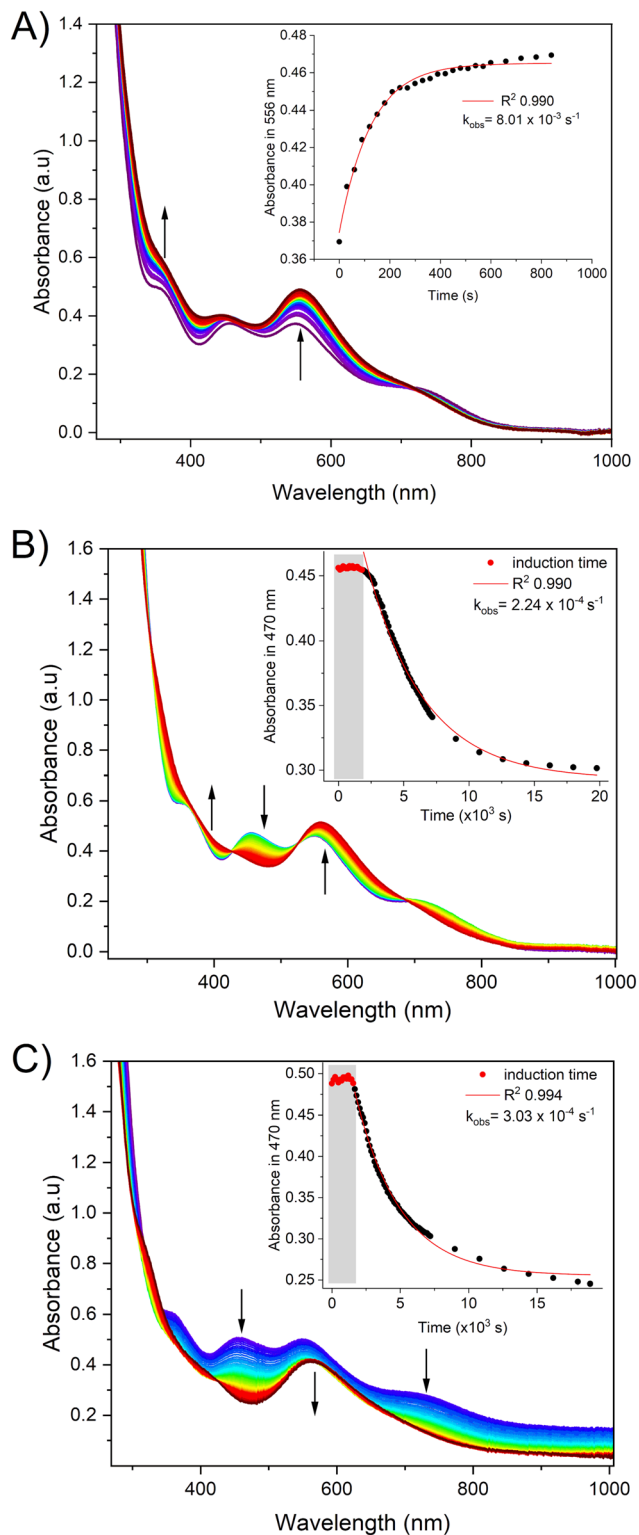 A)
1.4
1.2
1.0
0.8
0.6
0.4
0.2
0.0
Absorbance (a.u)
400
600
800
1000
Wavelength (nm)
0.48
0.44
0.40
0.36
Absorbance in 556 nm
R² 0.990
k_obs= 8.01 x 10⁻³ s⁻¹
0
200
400
600
800
1000
Time (s)
B)
1.6
1.4
1.2
1.0
0.8
0.6
0.4
0.2
0.0
Absorbance (a.u)
400
600
800
1000
Wavelength (nm)
0.45
0.40
0.35
0.30
Absorbance in 470 nm
induction time
R² 0.990
k_obs= 2.24 x 10⁻⁴ s⁻¹
0
5
10
15
20
Time (x10³ s)
C)
1.6
1.4
1.2
1.0
0.8
0.6
0.4
0.2
0.0
Absorbance (a.u)
400
600
800
1000
Wavelength (nm)
0.50
0.45
0.40
0.35
0.30
0.25
Absorbance in 470 nm
induction time
R² 0.994
k_obs= 3.03 x 10⁻⁴ s⁻¹
0
5
10
15
Time (x10³ s)